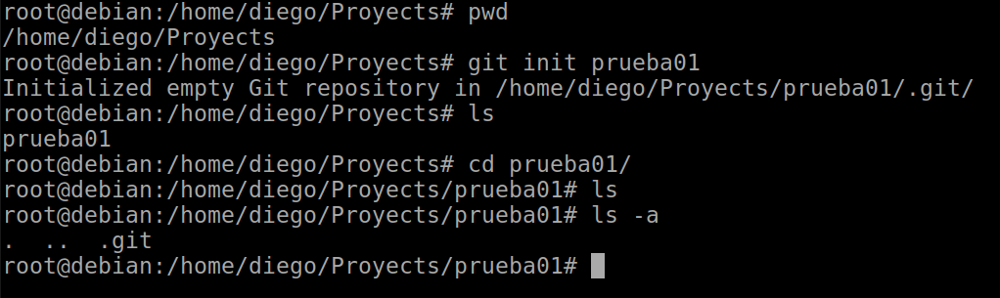 root@debian:/home/diego/Proyects# pwd
/home/diego/Proyects
root@debian:/home/diego/Proyects# git init prueba01
Initialized empty Git repository in /home/diego/Proyects/prueba01/.git/
root@debian:/home/diego/Proyects# ls
prueba01
root@debian:/home/diego/Proyects# cd prueba01/
root@debian:/home/diego/Proyects/prueba01# ls
root@debian:/home/diego/Proyects/prueba01# ls -a
.  ..  .git
root@debian:/home/diego/Proyects/prueba01#